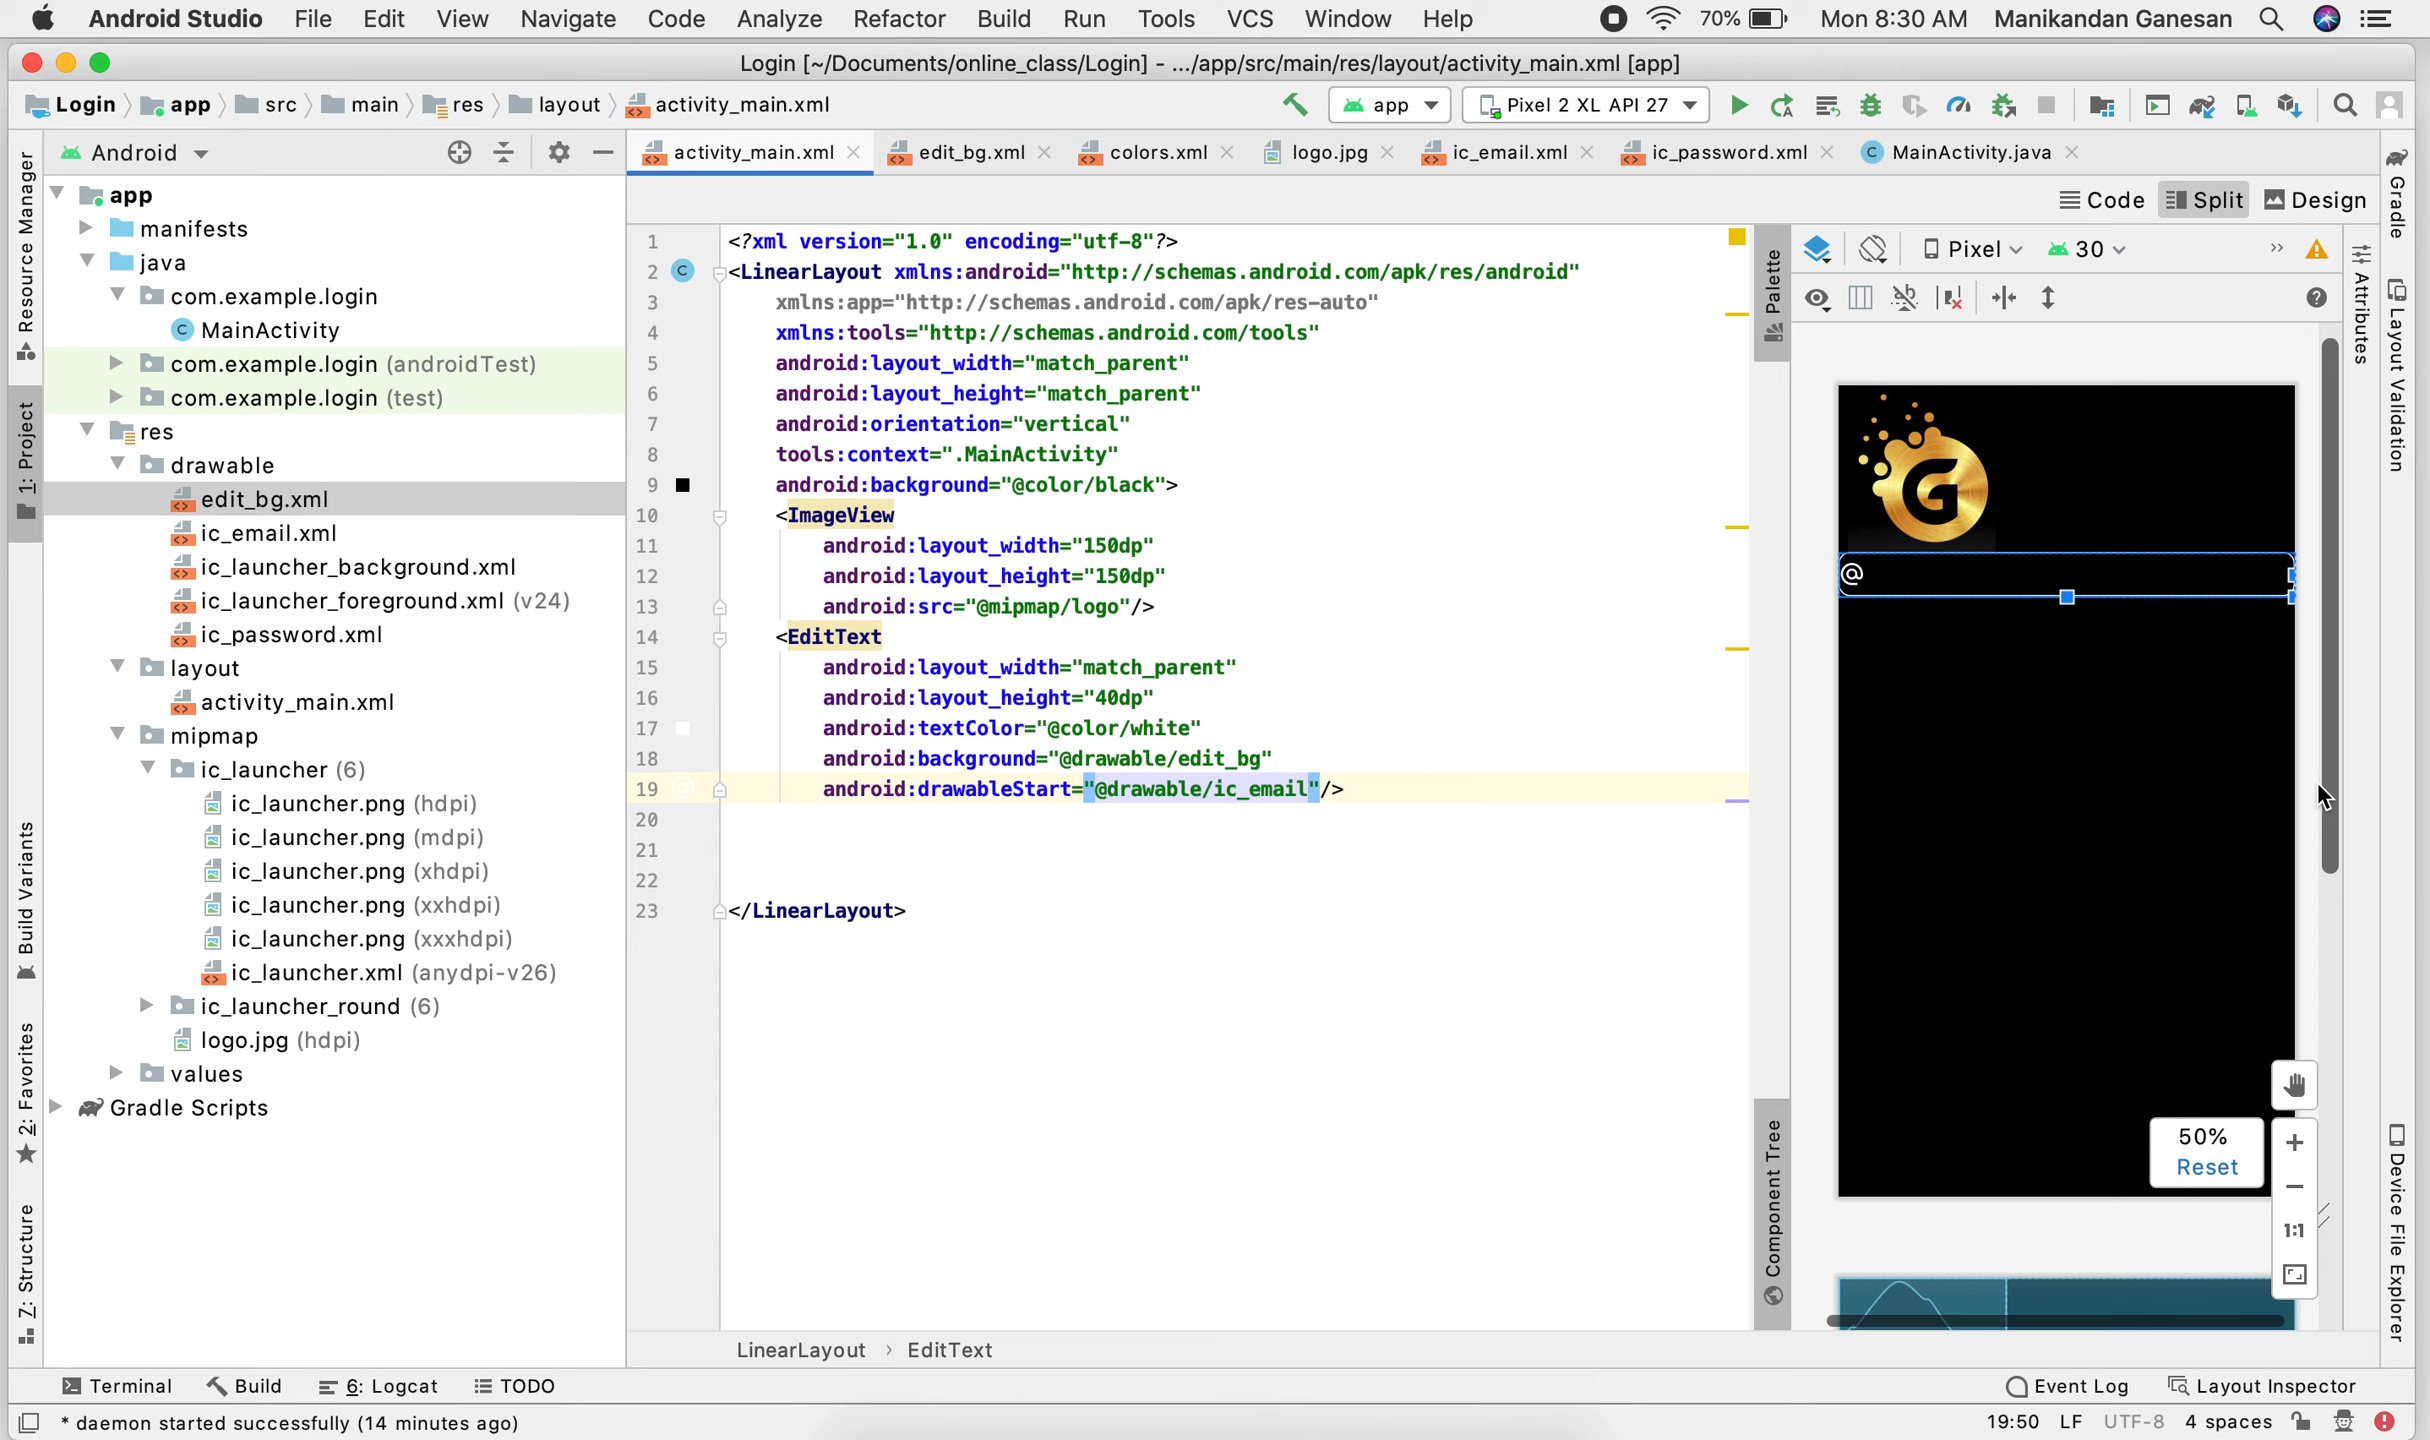 Android Studio File Edit View Navigate Code Analyze Refactor Build Run Tools VCS Window Help 70% Mon 8:30 AM Manikandan Ganesan
Login [~/Documents/online_class/Login] - .../app/src/main/res/layout/activity_main.xml [app]
Login app src main res layout activity_main.xml app Pixel 2 XL API 27
Android
activity_main.xml edit_bg.xml colors.xml logo.jpg ic_email.xml ic_password.xml MainActivity.java
Code Split Design
Resource Manager
1: Project
Build Variants
2: Favorites
Z: Structure
app
manifests
java
com.example.login
MainActivity
com.example.login (androidTest)
com.example.login (test)
res
drawable
edit_bg.xml
ic_email.xml
ic_launcher_background.xml
ic_launcher_foreground.xml (v24)
ic_password.xml
layout
activity_main.xml
mipmap
ic_launcher (6)
ic_launcher.png (hdpi)
ic_launcher.png (mdpi)
ic_launcher.png (xhdpi)
ic_launcher.png (xxhdpi)
ic_launcher.png (xxxhdpi)
ic_launcher.xml (anydpi-v26)
ic_launcher_round (6)
logo.jpg (hdpi)
values
Gradle Scripts
1 <?xml version="1.0" encoding="utf-8"?>
2 C <LinearLayout xmlns:android="http://schemas.android.com/apk/res/android"
3 xmlns:app="http://schemas.android.com/apk/res-auto"
4 xmlns:tools="http://schemas.android.com/tools"
5 android:layout_width="match_parent"
6 android:layout_height="match_parent"
7 android:orientation="vertical"
8 tools:context=".MainActivity"
9 android:background="@color/black">
10 <ImageView
11 android:layout_width="150dp"
12 android:layout_height="150dp"
13 android:src="@mipmap/logo"/>
14 <EditText
15 android:layout_width="match_parent"
16 android:layout_height="40dp"
17 android:textColor="@color/white"
18 android:background="@drawable/edit_bg"
19 android:drawableStart="@drawable/ic_email"/>
20
21
22
23 </LinearLayout>
LinearLayout › EditText
Palette
Component Tree
Pixel 30
G
@
50%
Reset
1:1
Attributes
Gradle
Layout Validation
Device File Explorer
Terminal Build 6: Logcat TODO Event Log Layout Inspector
* daemon started successfully (14 minutes ago) 19:50 LF UTF-8 4 spaces